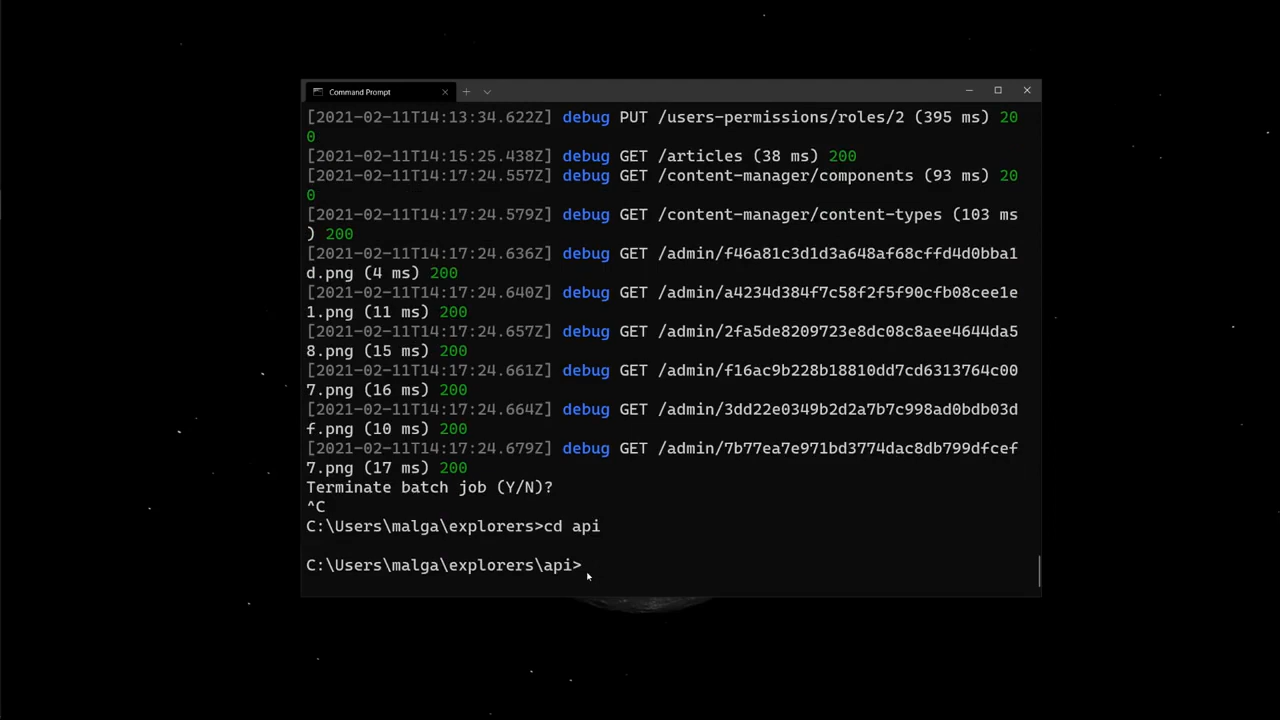 Command Prompt
[2021-02-11T14:13:34.622Z] debug PUT /users-permissions/roles/2 (395 ms) 20
0
[2021-02-11T14:15:25.438Z] debug GET /articles (38 ms) 200
[2021-02-11T14:17:24.557Z] debug GET /content-manager/components (93 ms) 20
0
[2021-02-11T14:17:24.579Z] debug GET /content-manager/content-types (103 ms
) 200
[2021-02-11T14:17:24.636Z] debug GET /admin/f46a81c3d1d3a648af68cffd4d0bba1
d.png (4 ms) 200
[2021-02-11T14:17:24.640Z] debug GET /admin/a4234d384f7c58f2f5f90cfb08cee1e
1.png (11 ms) 200
[2021-02-11T14:17:24.657Z] debug GET /admin/2fa5de8209723e8dc08c8aee4644da5
8.png (15 ms) 200
[2021-02-11T14:17:24.661Z] debug GET /admin/f16ac9b228b18810dd7cd6313764c00
7.png (16 ms) 200
[2021-02-11T14:17:24.664Z] debug GET /admin/3dd22e0349b2d2a7b7c998ad0bdb03d
f.png (10 ms) 200
[2021-02-11T14:17:24.679Z] debug GET /admin/7b77ea7e971bd3774dac8db799dfcef
7.png (17 ms) 200
Terminate batch job (Y/N)?
^C
C:\Users\malga\explorers>cd api
C:\Users\malga\explorers\api>